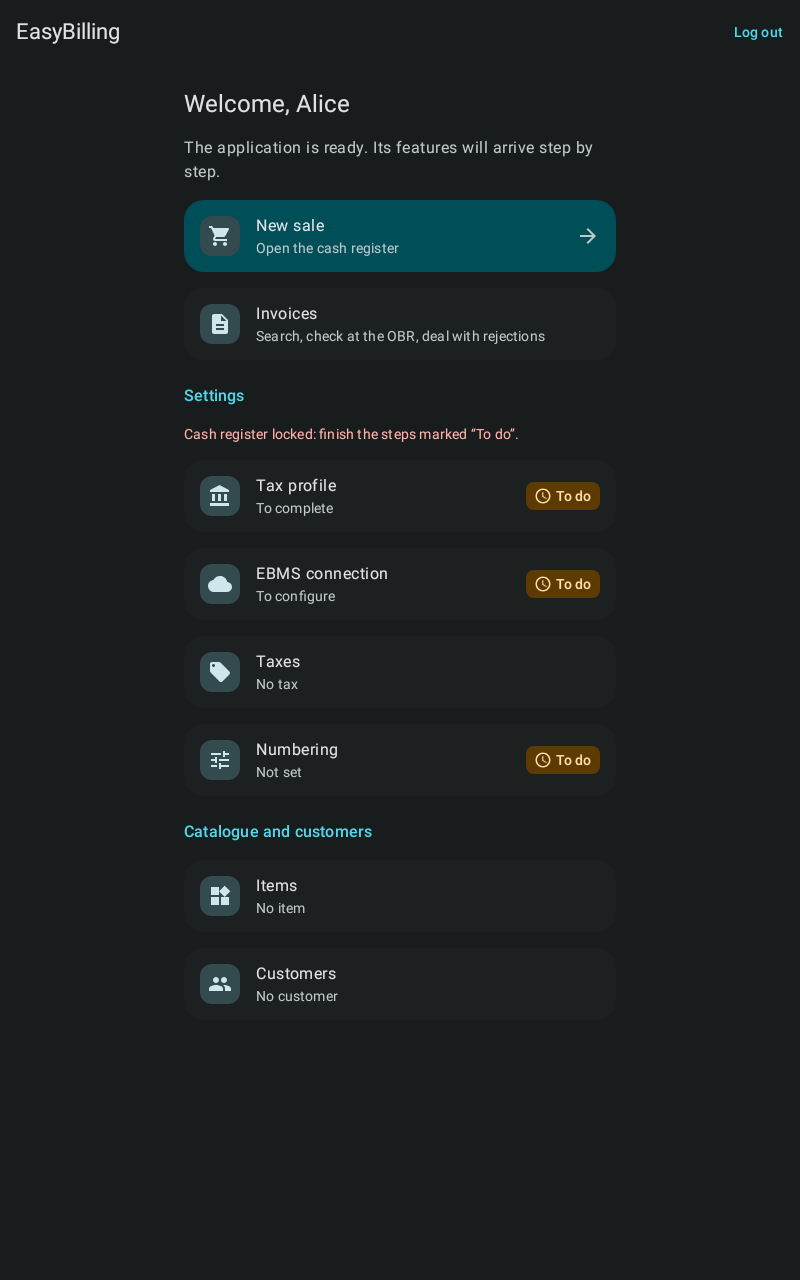 EasyBilling
Log out
Welcome, Alice
The application is ready. Its features will arrive step by
step.
New sale
Open the cash register
Invoices
Search, check at the OBR, deal with rejections
Settings
Cash register locked: finish the steps marked “To do”.
Tax profile
To complete
To do
EBMS connection
To configure
To do
Taxes
No tax
Numbering
Not set
To do
Catalogue and customers
Items
No item
Customers
No customer